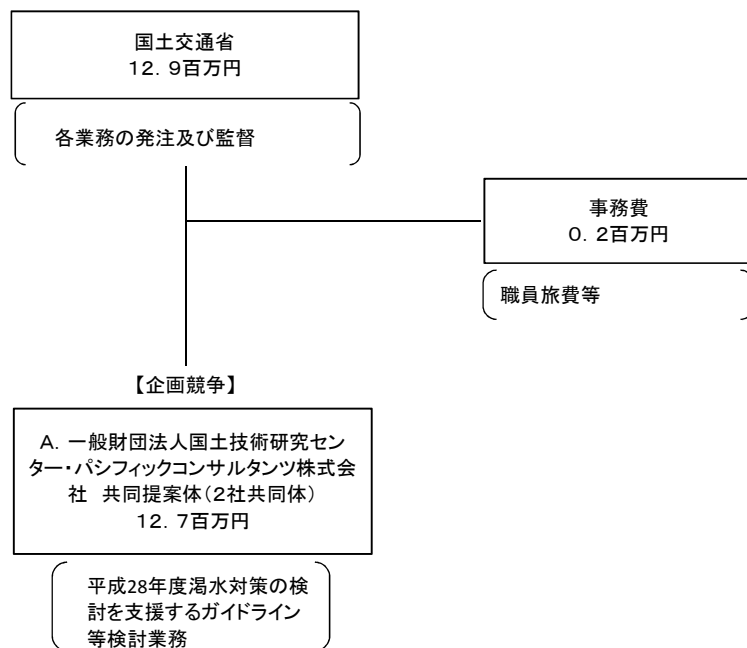 国土交通省
１２．９百万円
各業務の発注及び監督
事務費
０．２百万円
職員旅費等
【企画競争】
Ａ．一般財団法人国土技術研究セン
ター・パシフィックコンサルタンツ株式会
社　共同提案体（２社共同体）
１２．７百万円
平成28年度渇水対策の検
討を支援するガイドライン
等検討業務